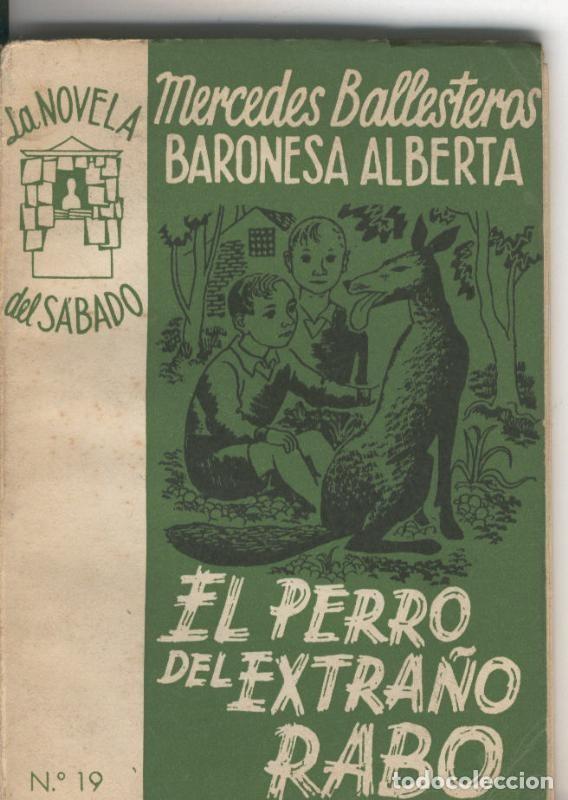 La NOVELA
del SÁBADO
Mercedes Ballesteros
BARONESA ALBERTA
EL PERRO
DEL EXTRAÑO
RABO
N.º 19
todocoleccion